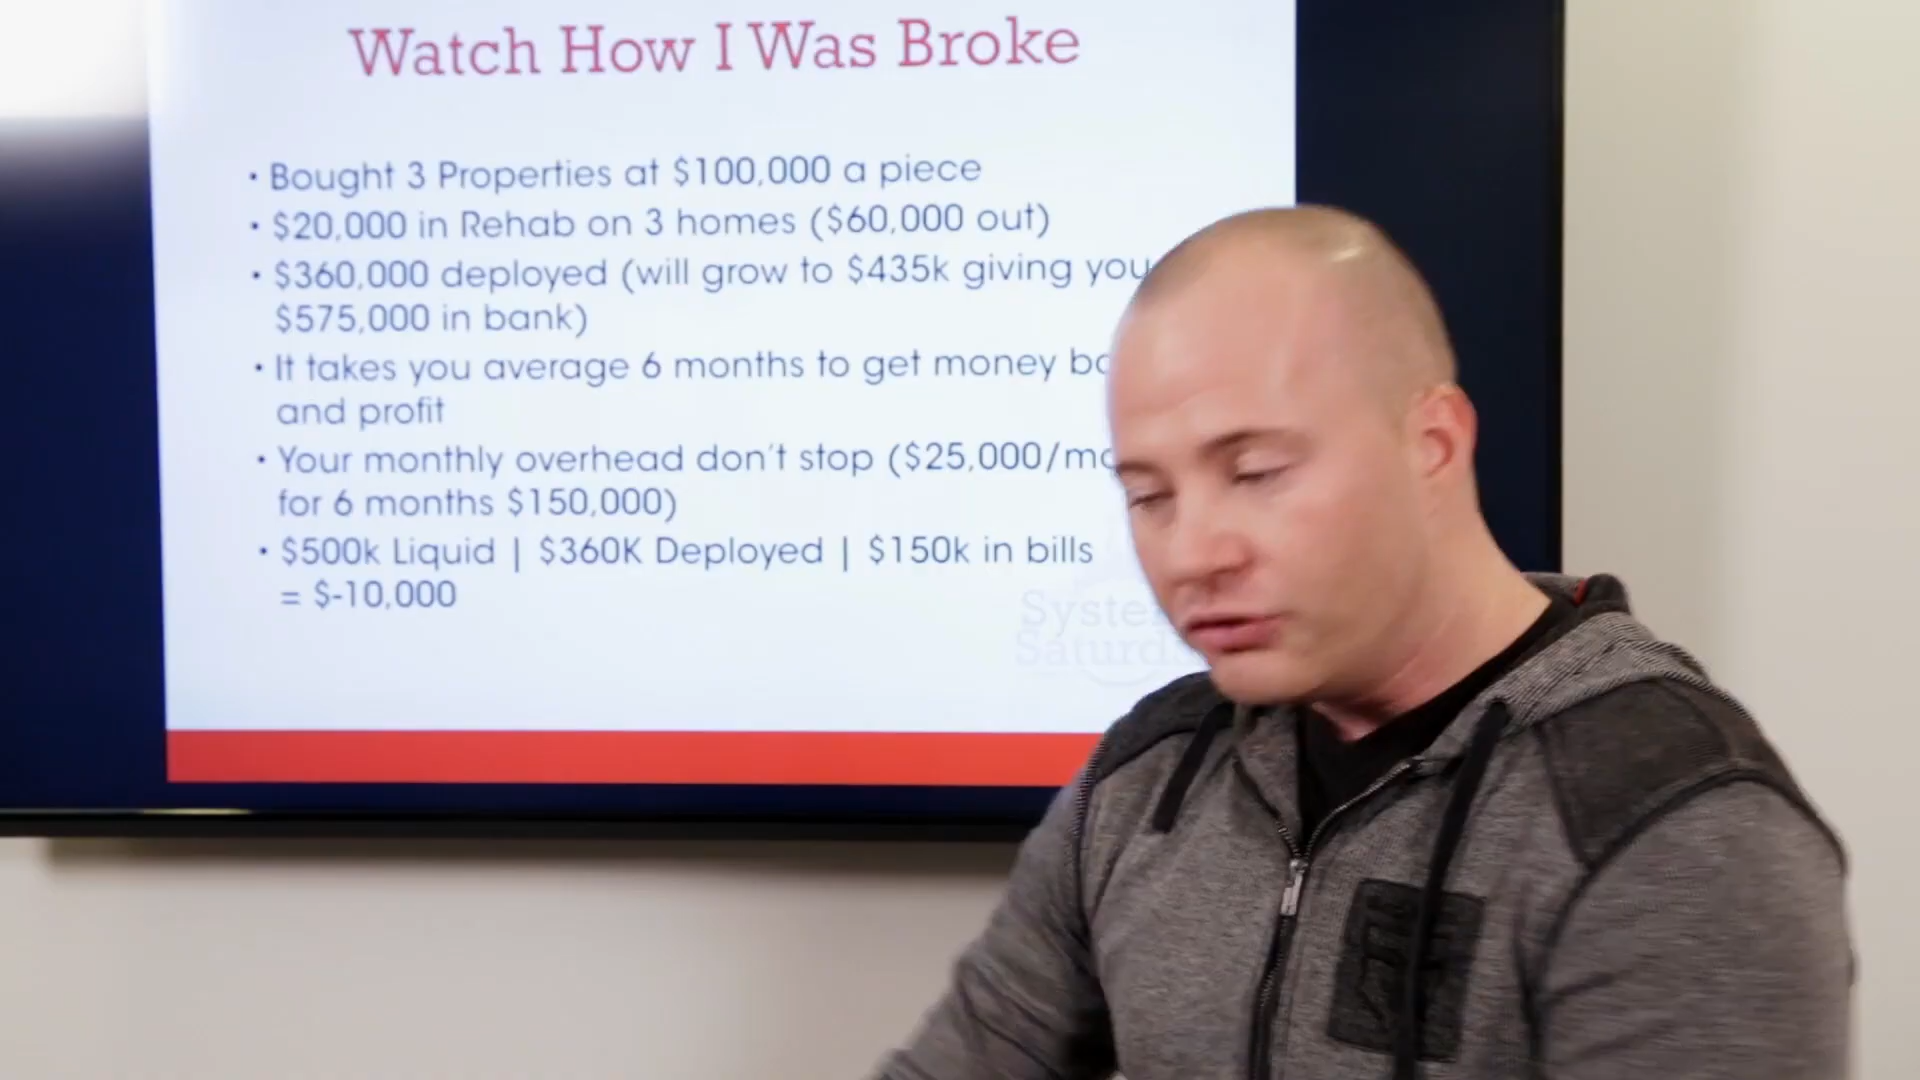 Watch How I Was Broke
• Bought 3 Properties at $100,000 a piece
• $20,000 in Rehab on 3 homes ($60,000 out)
• $360,000 deployed (will grow to $435k giving you
$575,000 in bank)
• It takes you average 6 months to get money
and profit
• Your monthly overhead don't stop ($25,000/mo
for 6 months $150,000)
• $500k Liquid | $360K Deployed | $150k in bills
= $-10,000